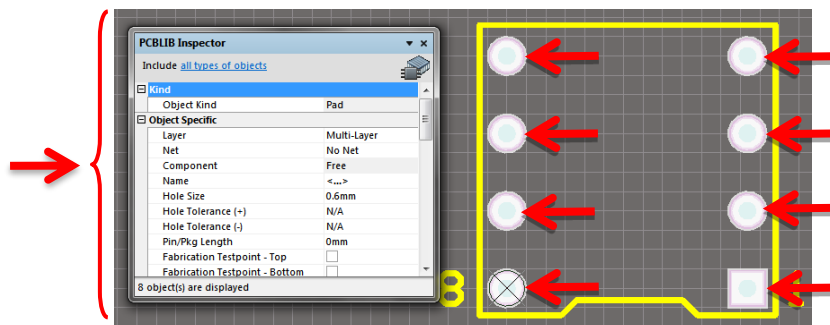 PCBLIB Inspector
Include all types of objects
Kind
Object Kind Pad
Object Specific
Layer Multi-Layer
Net No Net
Component Free
Name <...>
Hole Size 0.6mm
Hole Tolerance (+) N/A
Hole Tolerance (-) N/A
Pin/Pkg Length 0mm
Fabrication Testpoint - Top
Fabrication Testpoint - Bottom
8 object(s) are displayed
8